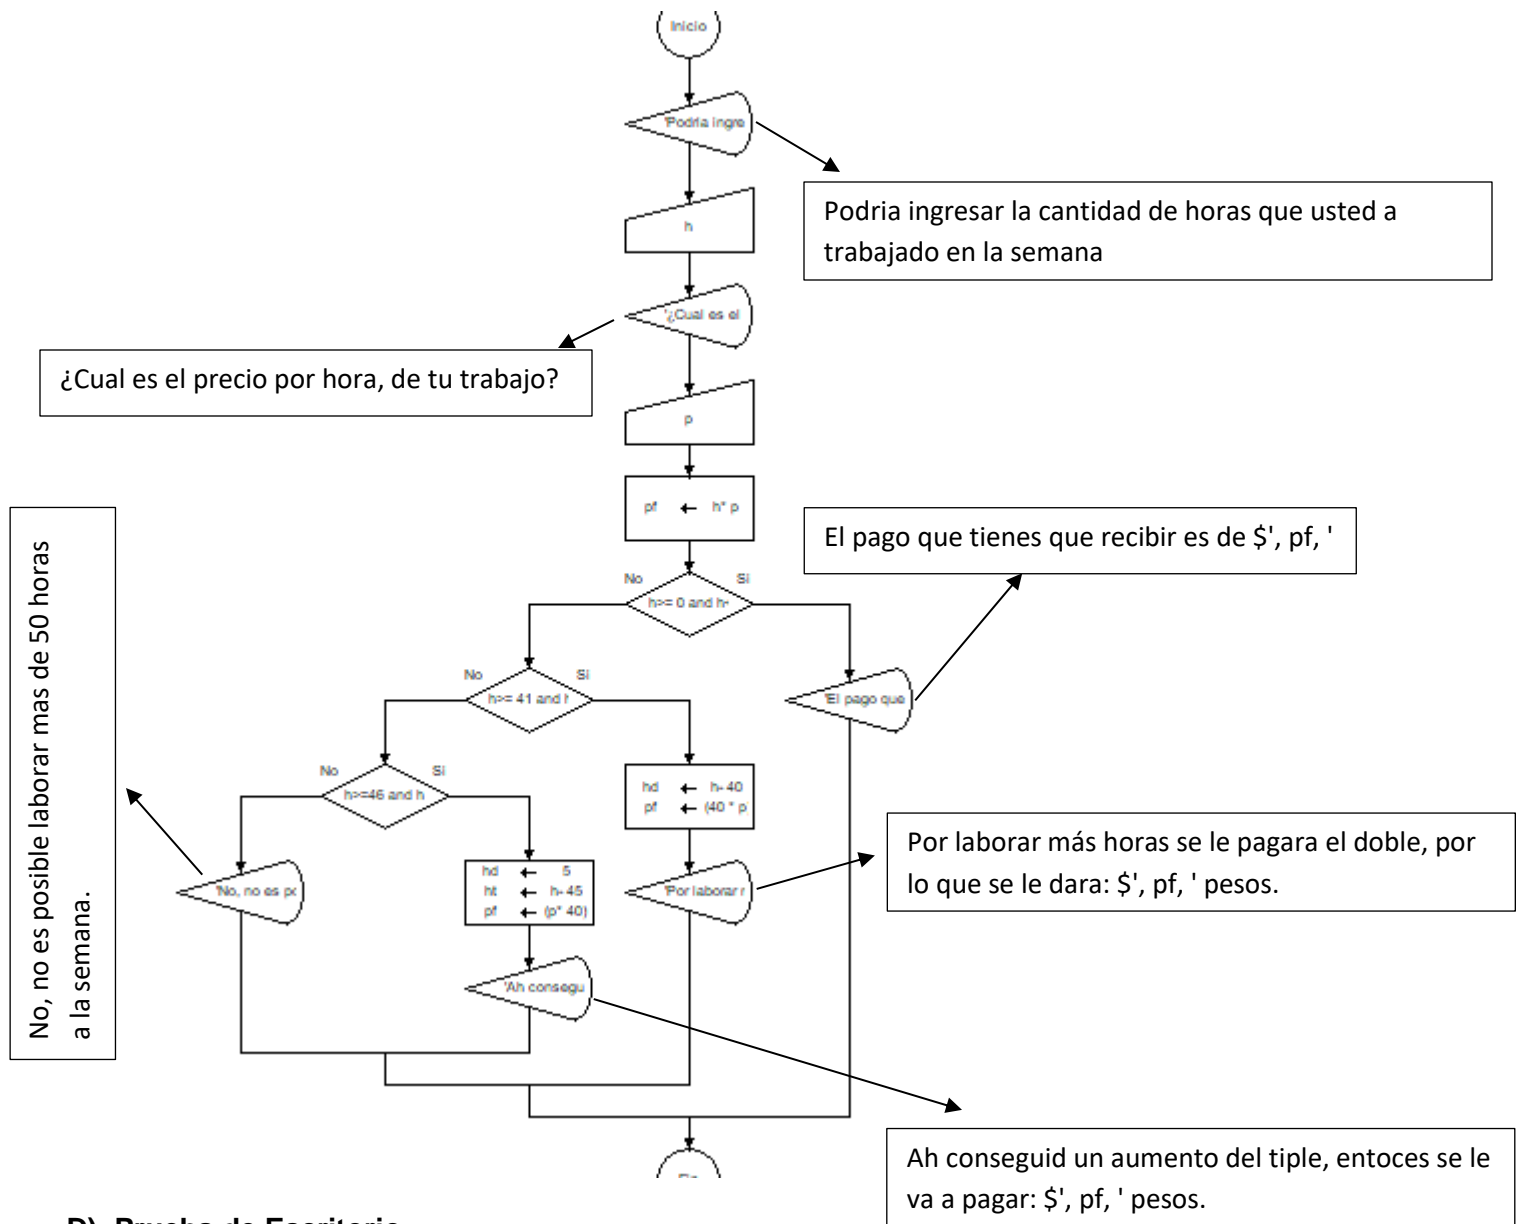 Inicio
'Podria ingre
Podria ingresar la cantidad de horas que usted a
trabajado en la semana
h
'¿Cual es el
¿Cual es el precio por hora, de tu trabajo?
p
pf ← h* p
El pago que tienes que recibir es de $', pf, '
No Si
h>= 0 and h
No Si
h>= 41 and h
'El pago que
No Si
h>=46 and h
hd ← h- 40
pf ← (40 * p
No, no es posible laborar mas de 50 horas
a la semana.
Por laborar más horas se le pagara el doble, por
lo que se le dara: $', pf, ' pesos.
'No, no es po
hd ← 5
ht ← h- 45
pf ← (p* 40)
'Por laborar
'Ah consegu
Ah conseguid un aumento del tiple, entoces se le
va a pagar: $', pf, ' pesos.
D) Prueba de Escritorio